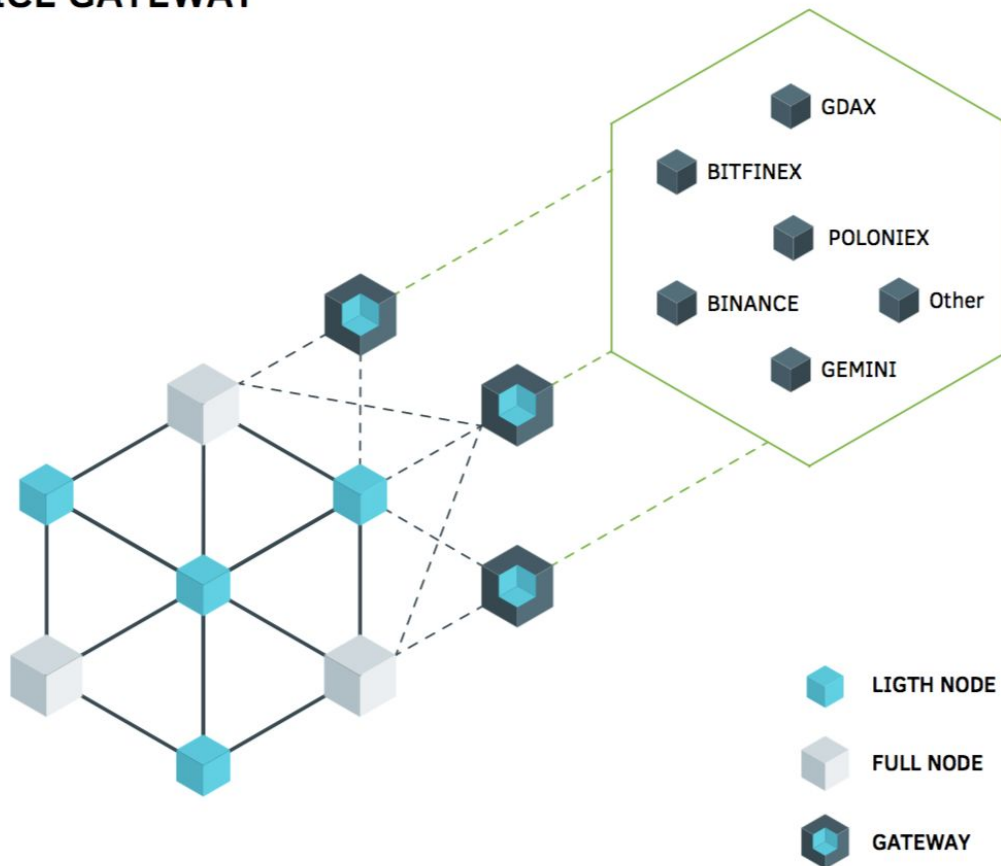 GDAX
BITFINEX
POLONIEX
BINANCE
Other
GEMINI
LIGTH NODE
FULL NODE
GATEWAY